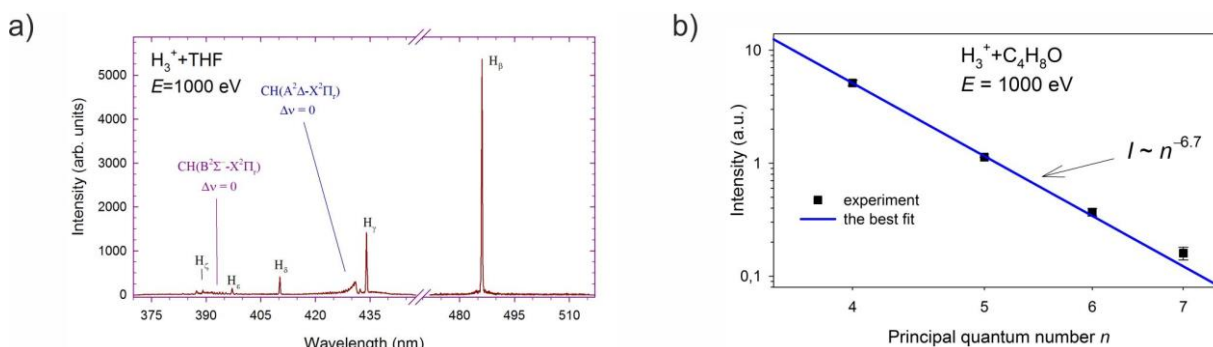 a)
H₃⁺+THF
E=1000 eV
CH(A²Δ-X²Πᵣ)
Δν = 0
CH(B²Σ⁻-X²Πᵣ)
Δν = 0
Hζ
Hε
Hδ
Hγ
Hβ
Intensity (arb. units)
5000
4000
3000
2000
1000
0
375 390 405 420 435 480 495 510
Wavelength (nm)
b)
H₃⁺+C₄H₈O
E = 1000 eV
I ~ n⁻⁶·⁷
experiment
the best fit
Intensity (a.u.)
10
1
0,1
4 5 6 7
Principal quantum number n